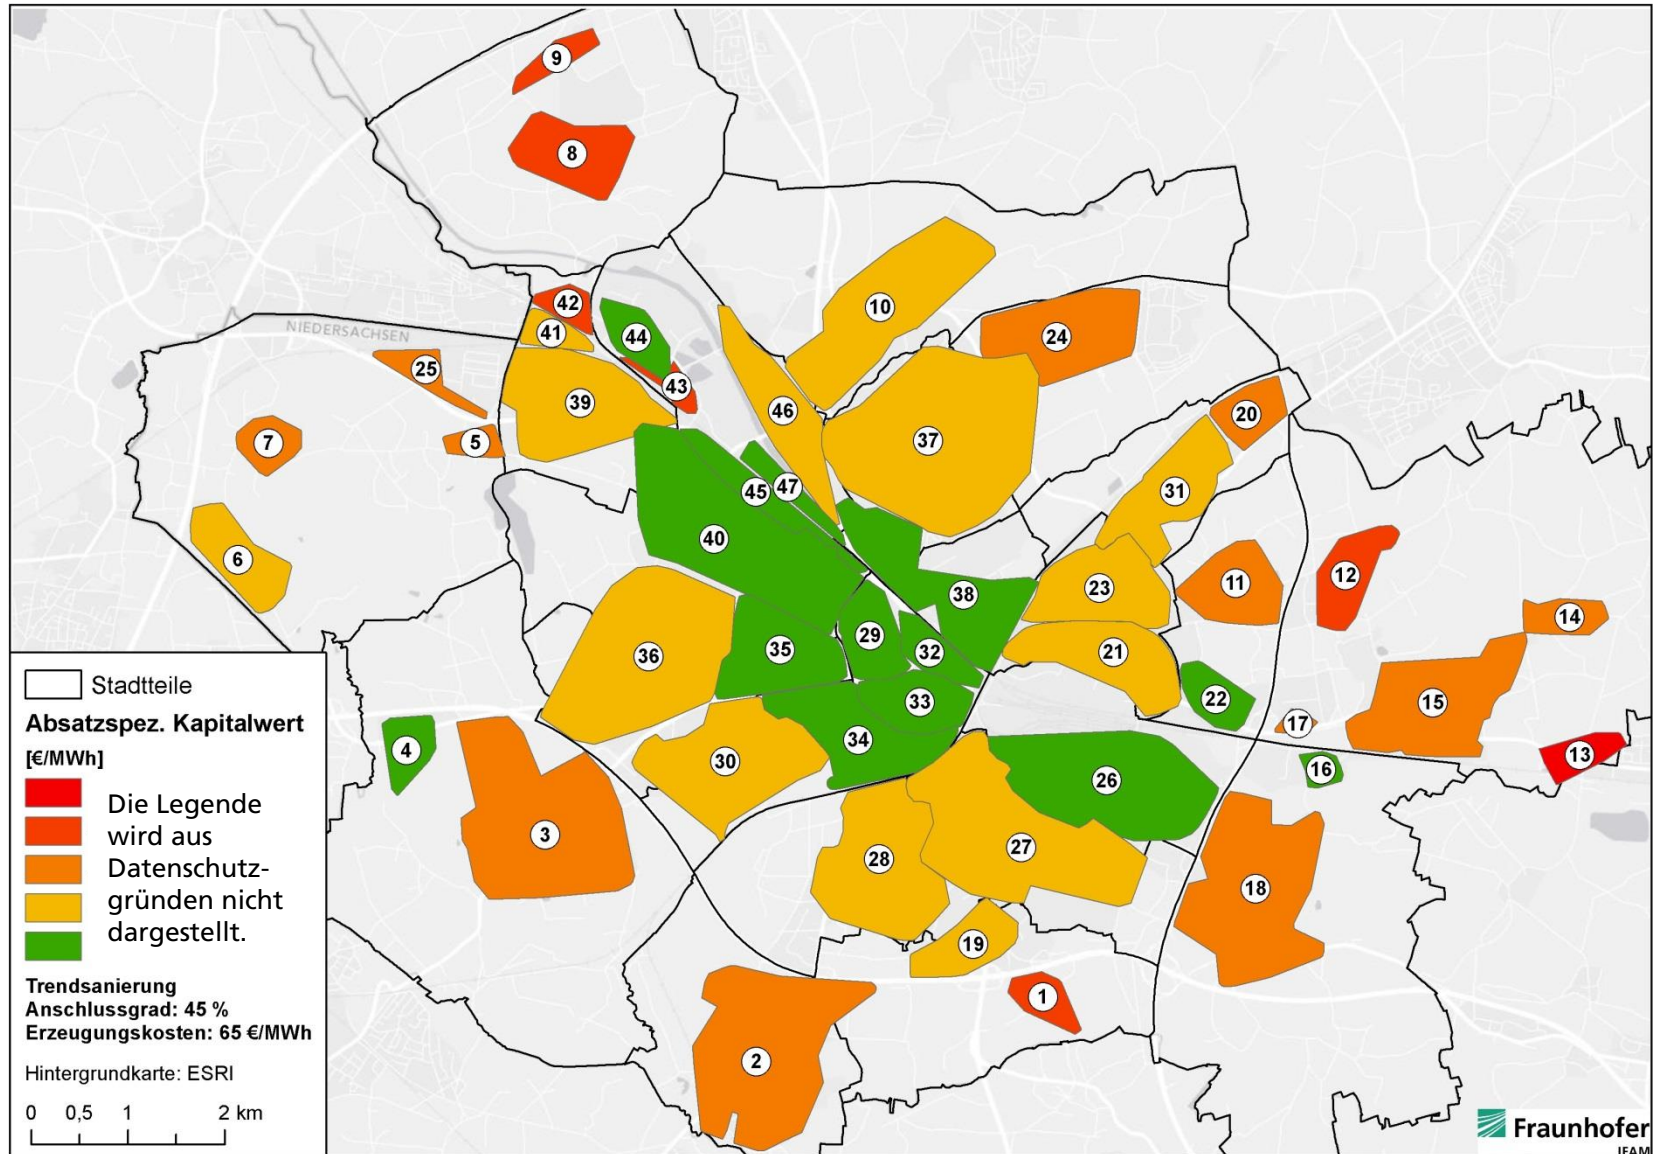 9
8
42
41
44
43
NIEDERSACHSEN
25
39
7
5
6
10
24
46
37
20
31
45
47
40
38
23
11
12
14
29
32
35
36
21
22
33
34
15
17
13
16
4
30
26
3
28
27
18
19
1
2
Stadtteile
Absatzspez. Kapitalwert
[€/MWh]
Die Legende
wird aus
Datenschutz-
gründen nicht
dargestellt.
Trendsanierung
Anschlussgrad: 45 %
Erzeugungskosten: 65 €/MWh
Hintergrundkarte: ESRI
0 0,5 1 2 km
Fraunhofer
IFAM